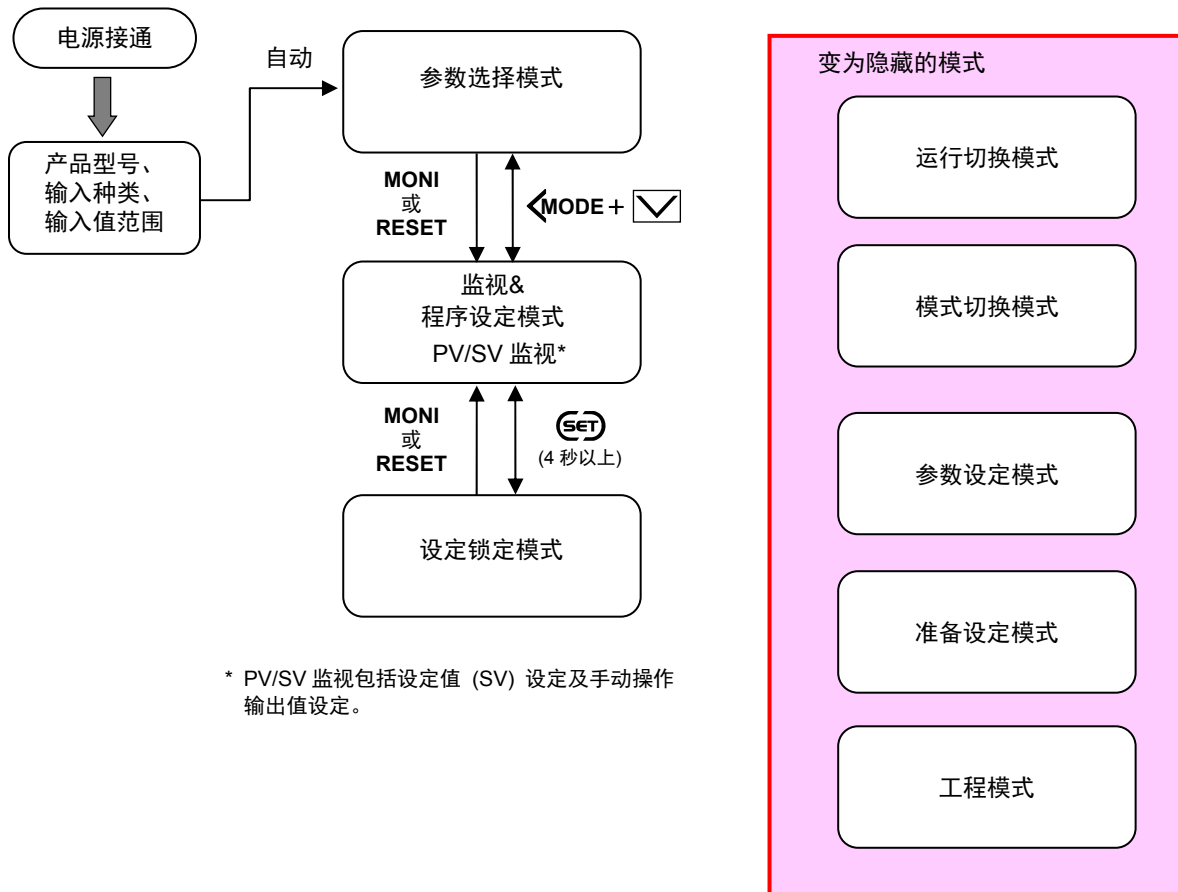 电源接通
产品型号、
输入种类、
输入值范围
自动
参数选择模式
MONI
或
RESET
MODE+
监视&
程序设定模式
PV/SV 监视*
MONI
或
RESET
SET
(4 秒以上)
设定锁定模式
* PV/SV 监视包括设定值 (SV) 设定及手动操作
输出值设定。
变为隐藏的模式
运行切换模式
模式切换模式
参数设定模式
准备设定模式
工程模式